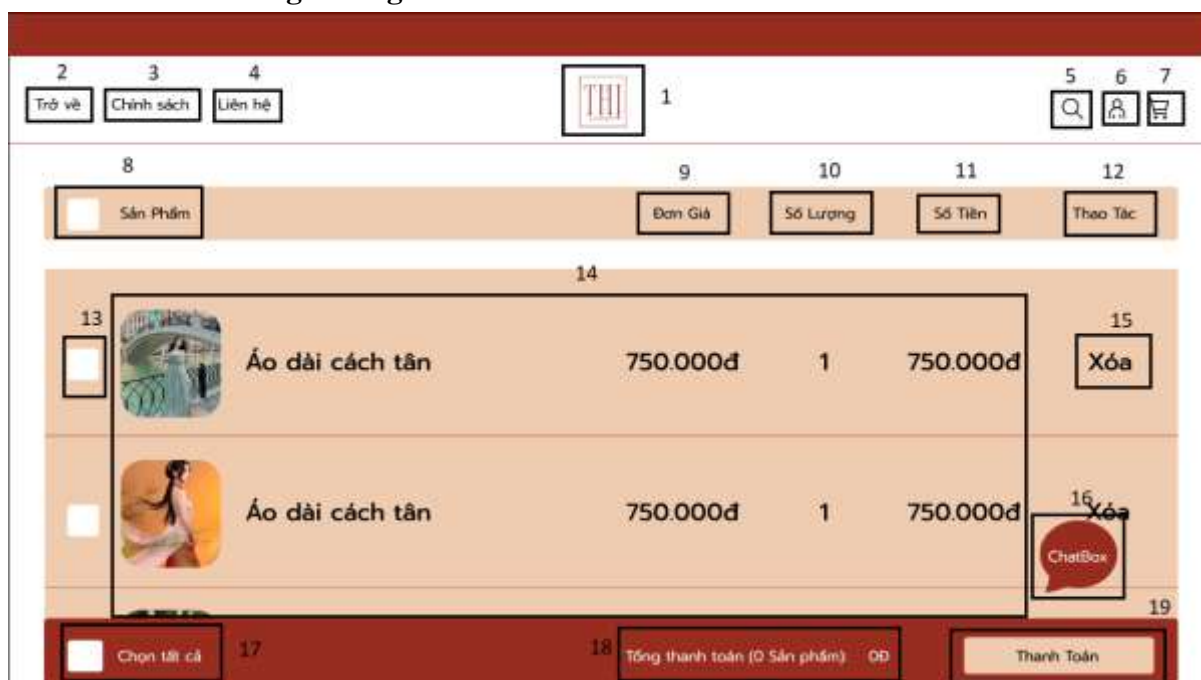 2 3 4 5 6 7
Trở về Chính sách Liên hệ THI 1
8 9 10 11 12
Sản Phẩm Đơn Giá Số Lượng Số Tiền Thao Tác
14
13 15
Áo dài cách tân 750.000đ 1 750.000đ Xóa
16
Áo dài cách tân 750.000đ 1 750.000đ Xóa
ChatBox
19
Chọn tất cả 17 18 Tổng thanh toán (0 Sản phẩm) 0Đ Thanh Toán